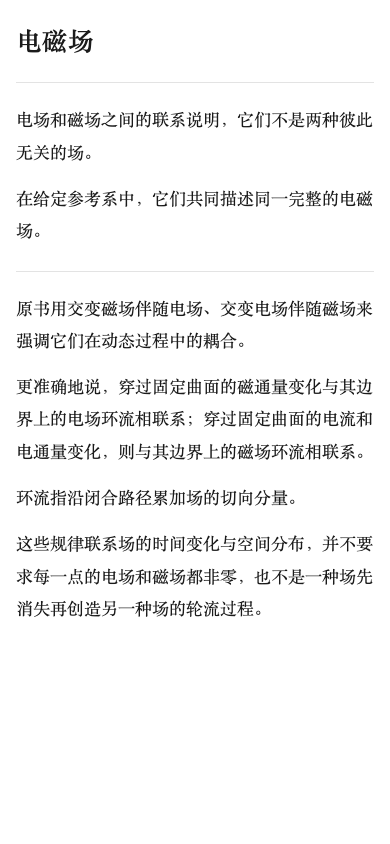 电磁场
电场和磁场之间的联系说明，它们不是两种彼此
无关的场。
在给定参考系中，它们共同描述同一完整的电磁
场。
原书用交变磁场伴随电场、交变电场伴随磁场来
强调它们在动态过程中的耦合。
更准确地说，穿过固定曲面的磁通量变化与其边
界上的电场环流相联系；穿过固定曲面的电流和
电通量变化，则与其边界上的磁场环流相联系。
环流指沿闭合路径累加场的切向分量。
这些规律联系场的时间变化与空间分布，并不要
求每一点的电场和磁场都非零，也不是一种场先
消失再创造另一种场的轮流过程。